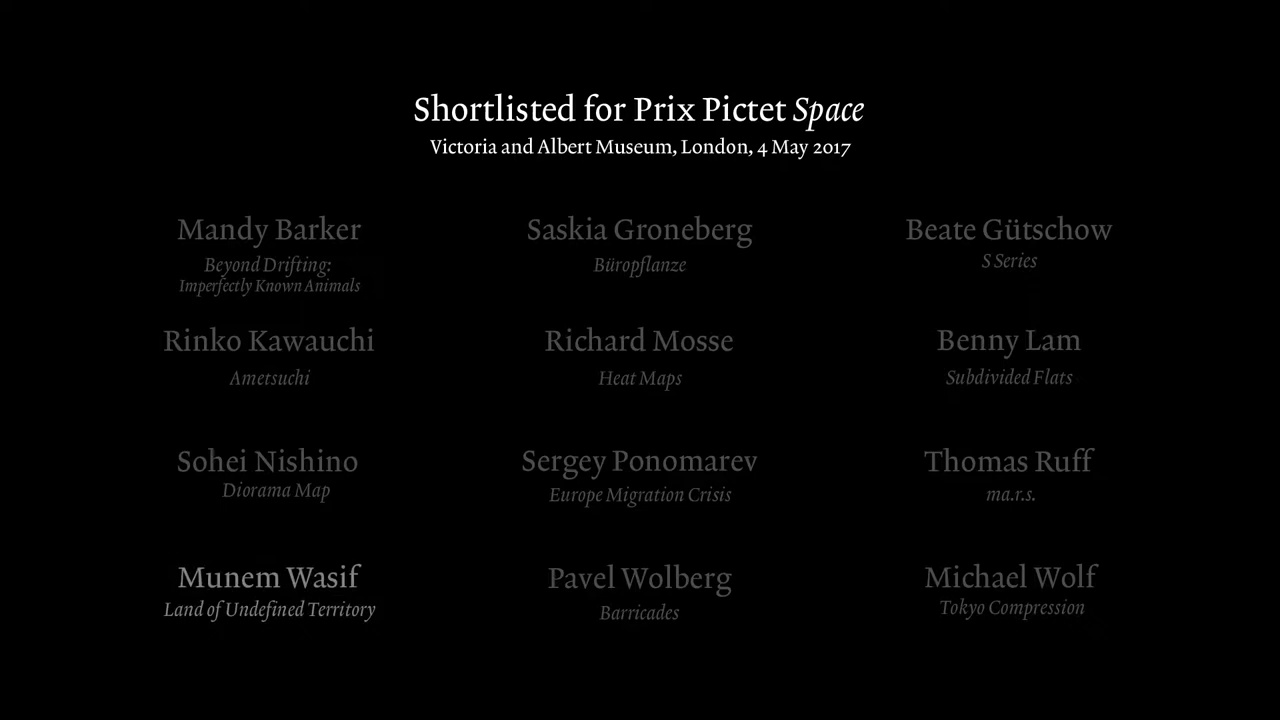 Shortlisted for Prix Pictet Space
Victoria and Albert Museum, London, 4 May 2017
Mandy Barker
Beyond Drifting:
Imperfectly Known Animals
Saskia Groneberg
Büropflanze
Beate Gütschow
S Series
Rinko Kawauchi
Ametsuchi
Richard Mosse
Heat Maps
Benny Lam
Subdivided Flats
Sohei Nishino
Diorama Map
Sergey Ponomarev
Europe Migration Crisis
Thomas Ruff
ma.r.s.
Munem Wasif
Land of Undefined Territory
Pavel Wolberg
Barricades
Michael Wolf
Tokyo Compression